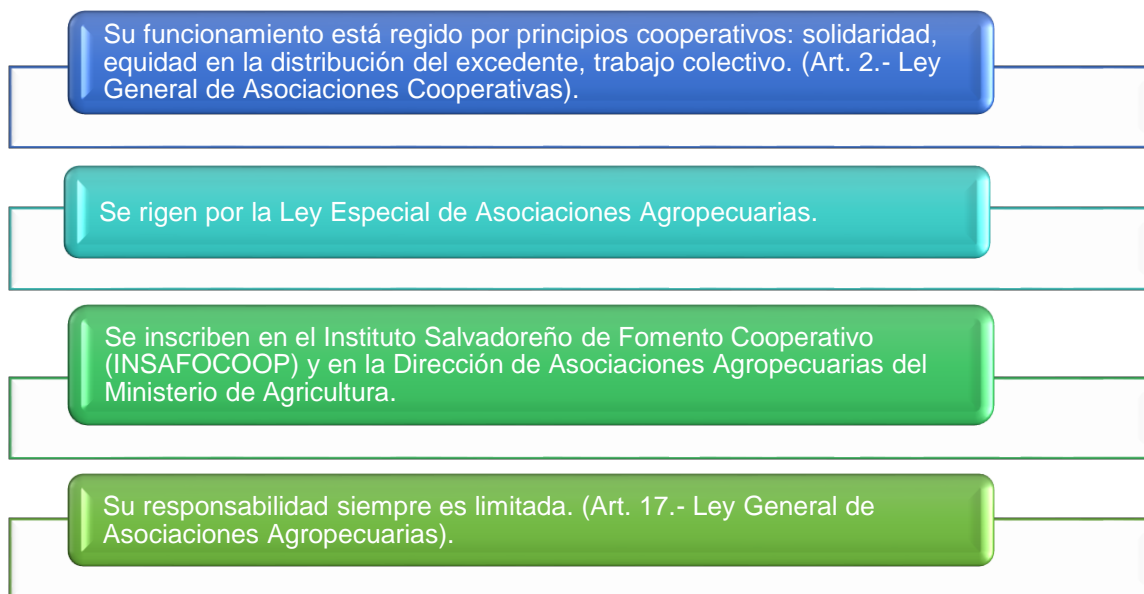 Su funcionamiento está regido por principios cooperativos: solidaridad,
equidad en la distribución del excedente, trabajo colectivo. (Art. 2.- Ley
General de Asociaciones Cooperativas).
Se rigen por la Ley Especial de Asociaciones Agropecuarias.
Se inscriben en el Instituto Salvadoreño de Fomento Cooperativo
(INSAFOCOOP) y en la Dirección de Asociaciones Agropecuarias del
Ministerio de Agricultura.
Su responsabilidad siempre es limitada. (Art. 17.- Ley General de
Asociaciones Agropecuarias).